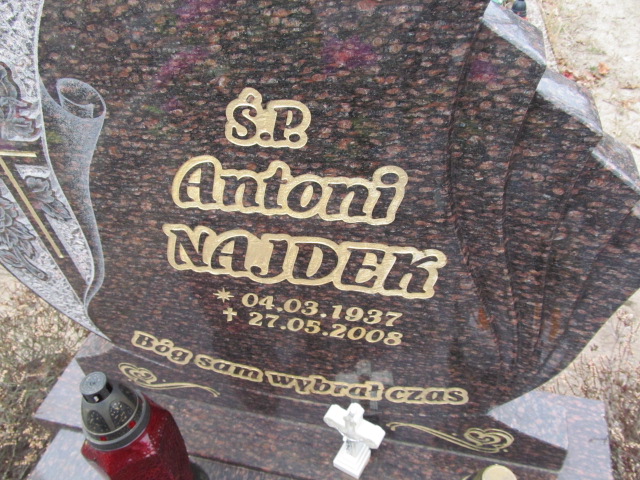 Ś.P.
Antoni
NAJDEK
* 04.03.1937
✝ 27.05.2008
Bóg sam wybrał czas